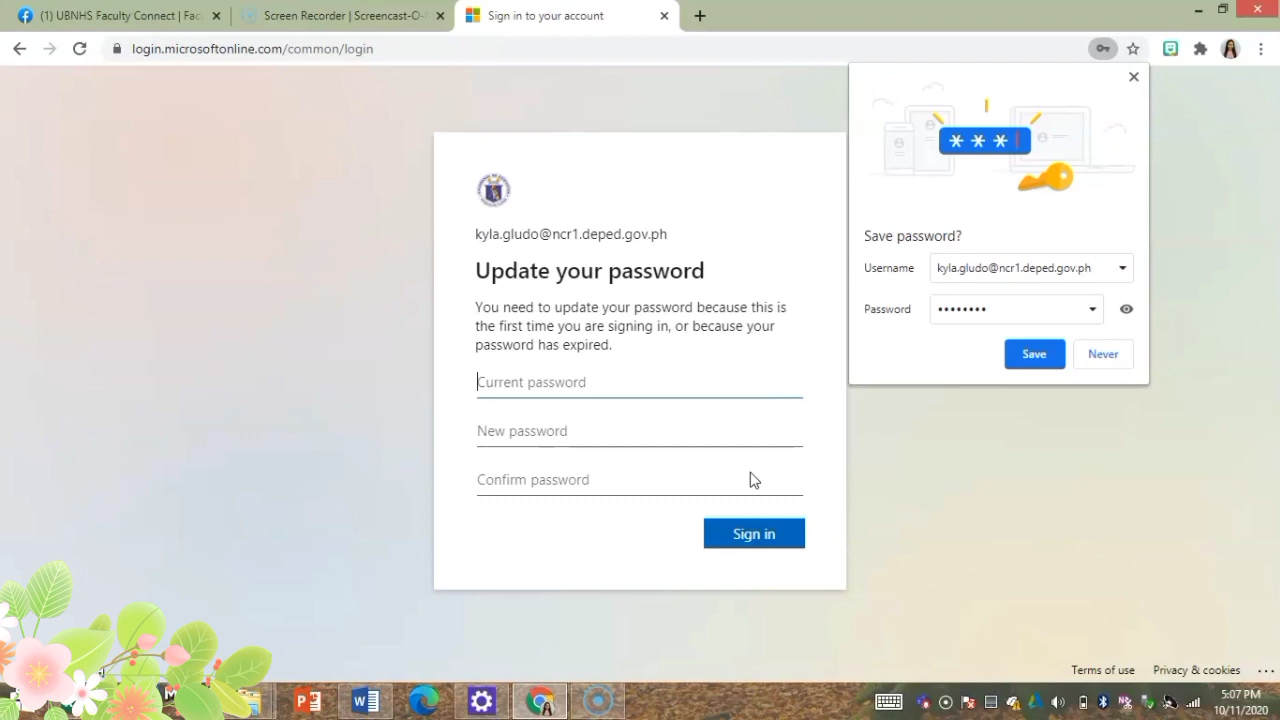 (1) UBNHS Faculty Connect | Fac
Screen Recorder | Screencast-O-
Sign in to your account
login.microsoftonline.com/common/login
kyla.gludo@ncr1.deped.gov.ph
Update your password
You need to update your password because this is
the first time you are signing in, or because your
password has expired.
Current password
New password
Confirm password
Sign in
* * *
Save password?
Username kyla.gludo@ncr1.deped.gov.ph
Password ••••••••
Save Never
Terms of use Privacy & cookies ...
5:07 PM
10/11/2020